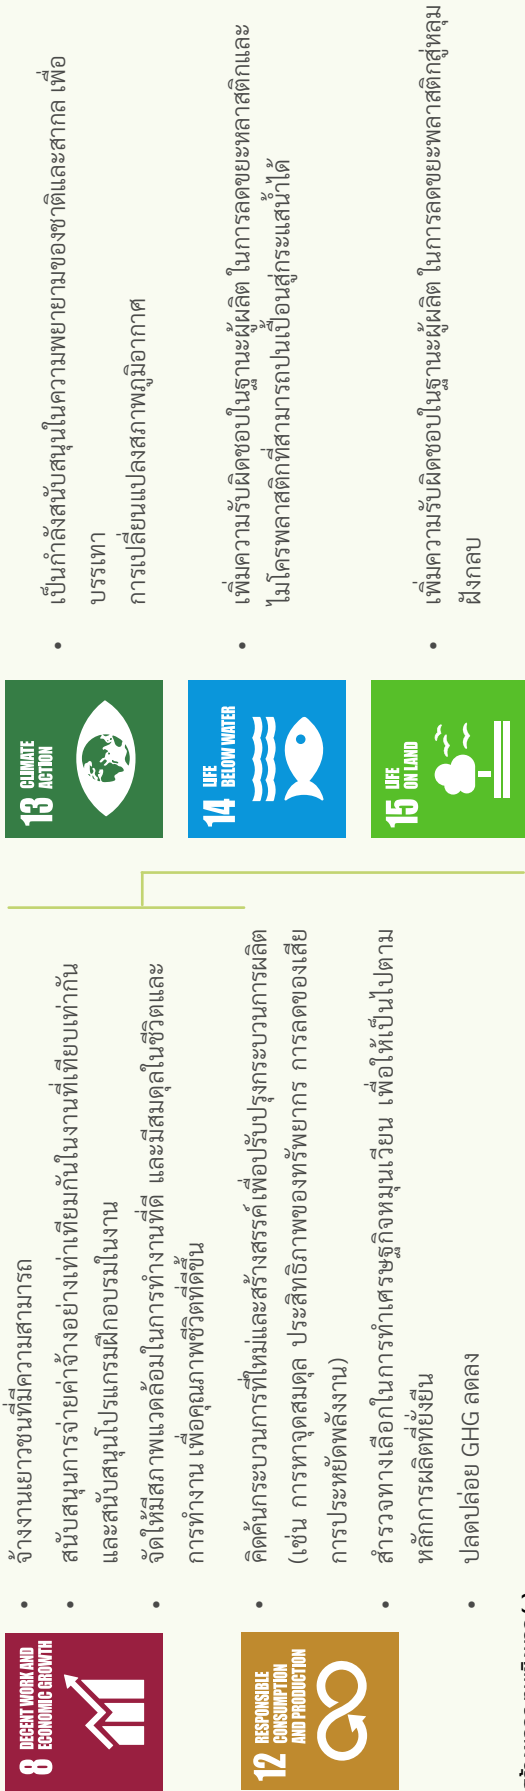 8 DECENT WORK AND
ECONOMIC GROWTH
• จ้างงานเยาวชนที่มีความสามารถ
• สนับสนุนการจ่ายค่าจ้างอย่างเท่าเทียมกันในงานที่เทียบเท่ากัน
และสนับสนุนโปรแกรมฝึกอบรมในงาน
• จัดให้มีสภาพแวดล้อมในการทำงานที่ดี และมีสมดุลในชีวิตและ
การทำงาน เพื่อคุณภาพชีวิตที่ดีขึ้น
12 RESPONSIBLE
CONSUMPTION
AND PRODUCTION
• คิดค้นกระบวนการที่ใหม่และสร้างสรรค์ เพื่อปรับปรุงกระบวนการผลิต
(เช่น การหาจุดสมดุล ประสิทธิภาพของทรัพยากร การลดของเสีย
การประหยัดพลังงาน)
• สำรวจทางเลือกในการทำเศรษฐกิจหมุนเวียน เพื่อให้เป็นไปตาม
หลักการผลิตที่ยั่งยืน
• ปลดปล่อย GHG ลดลง
13 CLIMATE
ACTION
• เป็นกำลังสนับสนุนในความพยายามของชาติและสากล เพื่อ
บรรเทา
การเปลี่ยนแปลงสภาพภูมิอากาศ
14 LIFE
BELOW WATER
• เพิ่มความรับผิดชอบในฐานะผู้ผลิต ในการลดขยะหลาสติกและ
ไมโครพลาสติกที่สามารถปนเปื้อนสู่กระแสน้ำได้
15 LIFE
ON LAND
• เพิ่มความรับผิดชอบในฐานะผู้ผลิต ในการลดขยะพลาสติกสู่หลุม
ฝังกลบ